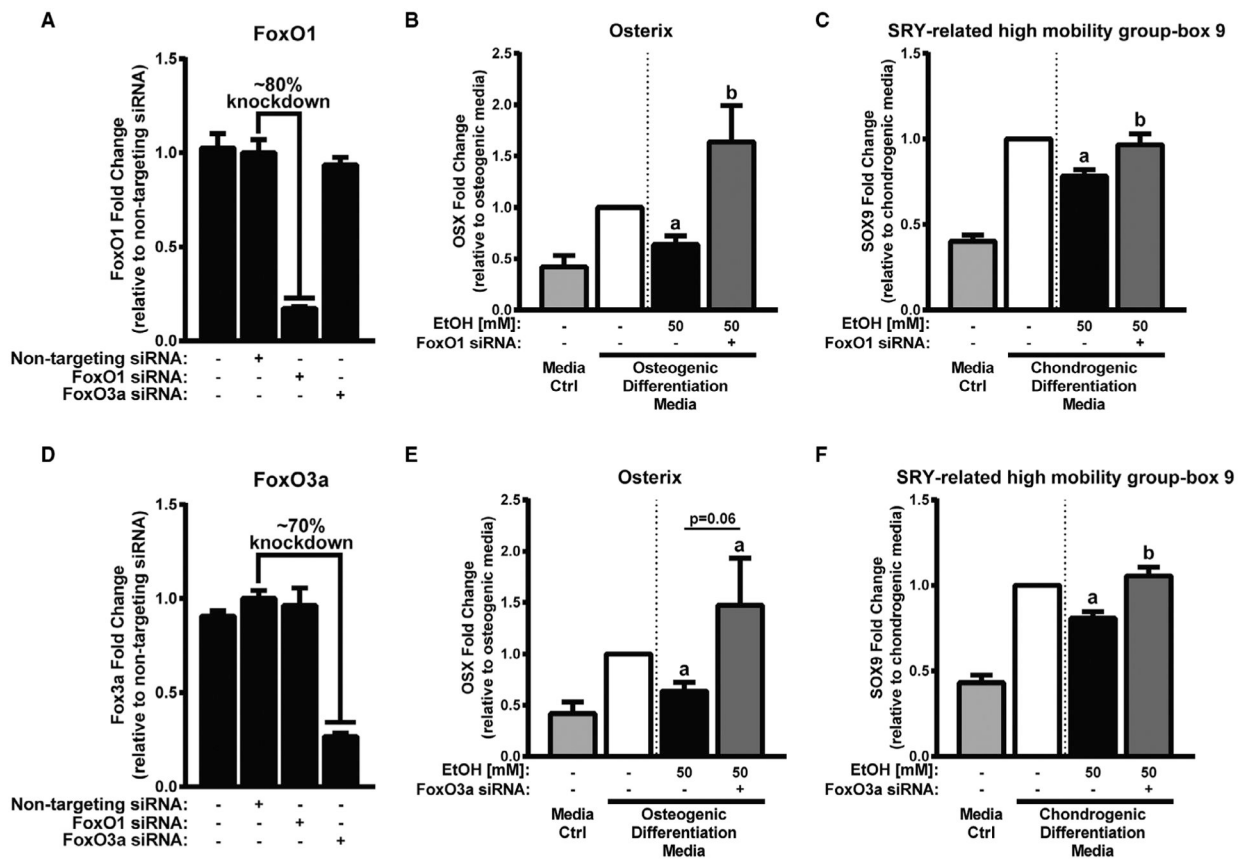 A
FoxO1
FoxO1 Fold Change
(relative to non-targeting siRNA)
1.5
1.0
0.5
0.0
~80%
knockdown
Non-targeting siRNA: - + - -
FoxO1 siRNA: - - + -
FoxO3a siRNA: - - - +
B
Osterix
OSX Fold Change
(relative to osteogenic media)
2.5
2.0
1.5
1.0
0.5
0.0
a
b
EtOH [mM]: - - 50 50
FoxO1 siRNA: - - - +
Media
Ctrl
Osteogenic
Differentiation
Media
C
SRY-related high mobility group-box 9
SOX9 Fold Change
(relative to chondrogenic media)
1.5
1.0
0.5
0.0
a
b
EtOH [mM]: - - 50 50
FoxO1 siRNA: - - - +
Media
Ctrl
Chondrogenic
Differentiation
Media
D
FoxO3a
Fox3a Fold Change
(relative to non-targeting siRNA)
1.5
1.0
0.5
0.0
~70%
knockdown
Non-targeting siRNA: - + - -
FoxO1 siRNA: - - + -
FoxO3a siRNA: - - - +
E
Osterix
OSX Fold Change
(relative to osteogenic media)
2.5
2.0
1.5
1.0
0.5
0.0
p=0.06
a
a
EtOH [mM]: - - 50 50
FoxO3a siRNA: - - - +
Media
Ctrl
Osteogenic
Differentiation
Media
F
SRY-related high mobility group-box 9
SOX9 Fold Change
(relative to chondrogenic media)
1.5
1.0
0.5
0.0
a
b
EtOH [mM]: - - 50 50
FoxO3a siRNA: - - - +
Media
Ctrl
Chondrogenic
Differentiation
Media